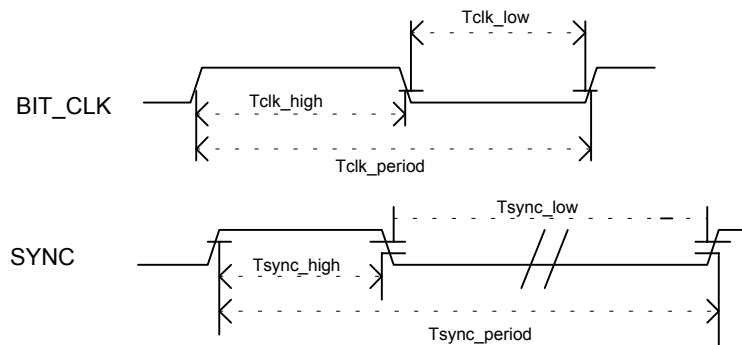 Tclk_low
BIT_CLK
Tclk_high
Tclk_period
Tsync_low
SYNC
Tsync_high
Tsync_period